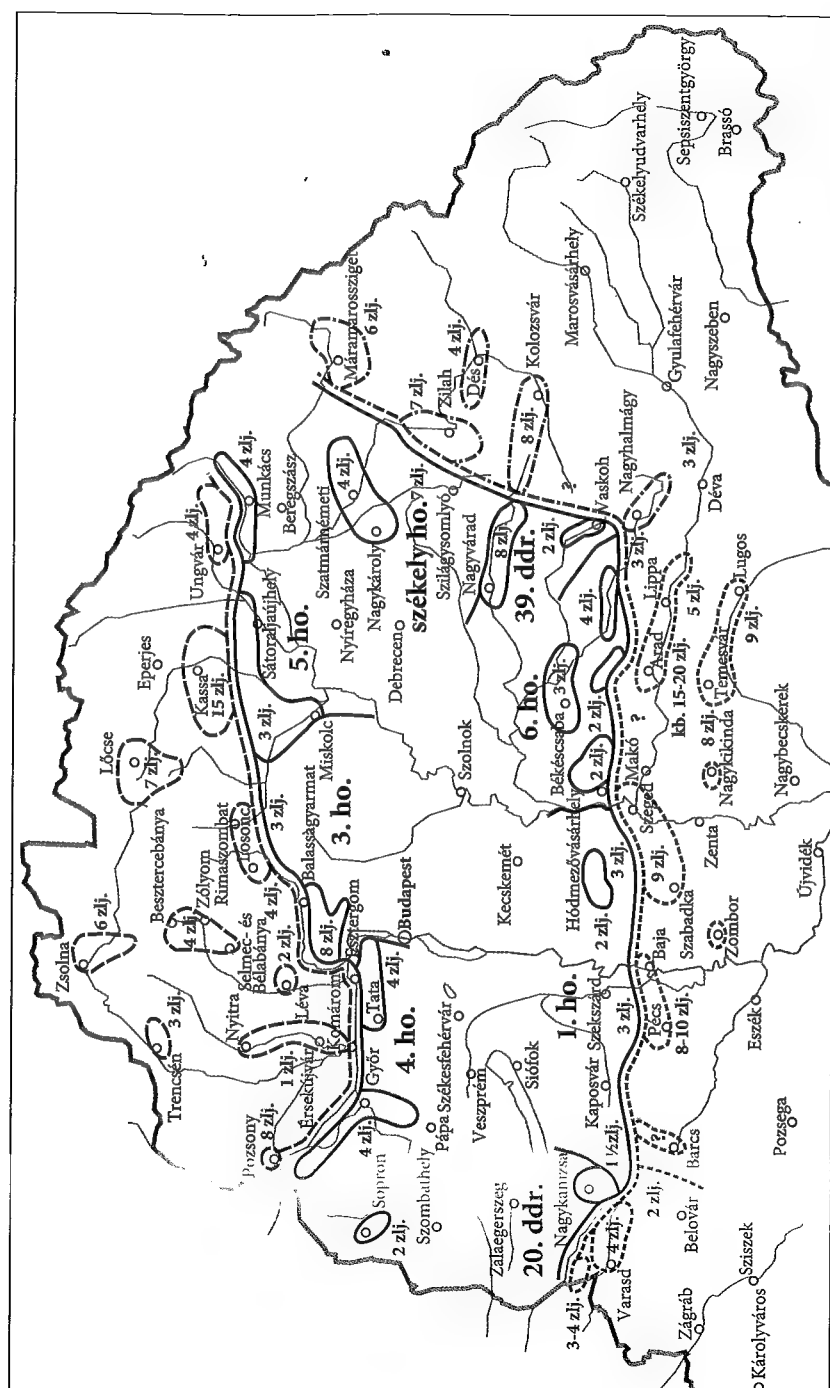 Zsolna
6 zlj.
Trencsén
3 zlj.
Besztercebánya
Zólyom
4 zlj.
Rimaszombat
Losonc
Lőcse
7 zlj.
Eperjes
Kassa
15 zlj.
Ungvár
4 zlj.
4 zlj.
Munkács
Beregszász
Máramarossziget
6 zlj.
Pozsony
8 zlj.
Nyitra
Érsekújvár
1 zlj.
Selmec- és
Bélabánya
2 zlj.
Léva
Komárom
4 zlj.
8 zlj.
3 zlj.
Balassagyarmat
3. ho.
3 zlj.
Miskolc
Sátoraljaújhely
5. ho.
Nyíregyháza
Szatmárnémeti
4 zlj.
Nagykároly
székely ho.
7 zlj.
7 zlj.
Zilah
4 zlj.
Dés
Szilágysomlyó
Debrecen
Sopron
2 zlj.
Győr
4 zlj.
Tata
4 zlj.
4. ho.
Budapest
Szombathely
Pápa
Székesfehérvár
Veszprém
Siófok
Szolnok
Kecskemét
Nagyvárad
8 zlj.
39. ddr.
8 zlj.
Kolozsvár
?
Zalaegerszeg
20. ddr.
Nagykanizsa
Kaposvár
1 ½ zlj.
Szekszárd
1. ho.
3 zlj.
2 zlj.
Hódmezővásárhely
3 zlj.
6. ho.
Békéscsaba
3 zlj.
2 zlj.
2 zlj.
4 zlj.
2 zlj.
Vaskoh
Nagyhalmágy
3 zlj.
3-4 zlj.
4 zlj.
Varasd
2 zlj.
Belovár
?
Barcs
Pécs
8-10 zlj.
Baja
Szabadka
9 zlj.
Szeged
Makó
?
Arad
kb. 15-20 zlj.
Lippa
5 zlj.
Déva
3 zlj.
Marosvásárhely
Székelyudvarhely
Gyulafehérvár
Nagyszeben
Sepsiszentgyörgy
Brassó
Zágráb
Sziszek
Károlyváros
Pozsega
Eszék
Zombor
Újvidék
Zenta
Nagykikinda
8 zlj.
Nagybecskerek
Temesvár
Lugos
9 zlj.